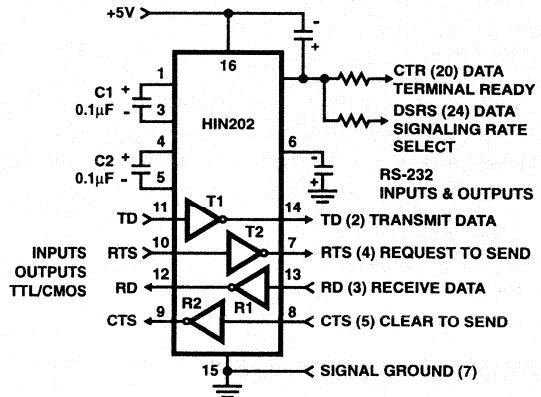 +5V
-
+
16
1
C1 +
0.1µF -
3
HIN202
CTR (20) DATA
TERMINAL READY
DSRS (24) DATA
SIGNALING RATE
SELECT
4
C2 +
0.1µF -
5
6
-
+
RS-232
INPUTS & OUTPUTS
TD 11 T1 14 TD (2) TRANSMIT DATA
RTS 10 T2 7 RTS (4) REQUEST TO SEND
INPUTS
OUTPUTS
TTL/CMOS
RD 12 R1 13 RD (3) RECEIVE DATA
CTS 9 R2 8 CTS (5) CLEAR TO SEND
15 SIGNAL GROUND (7)